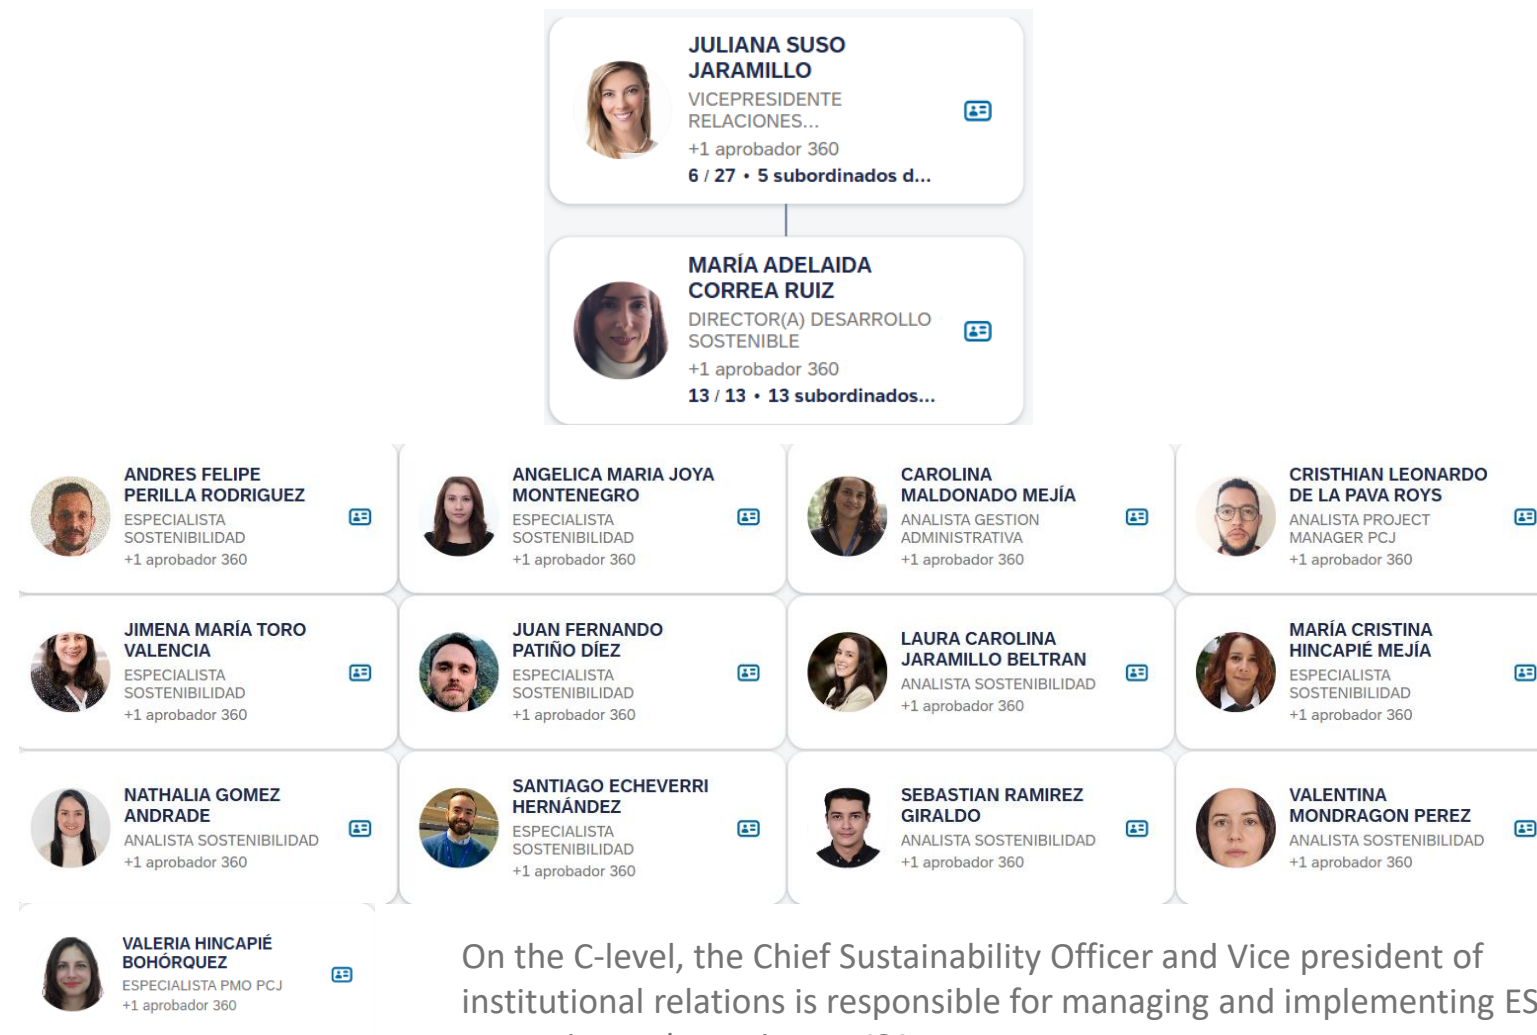 JULIANA SUSO
JARAMILLO
VICEPRESIDENTE
RELACIONES...
+1 aprobador 360
6 / 27 • 5 subordinados d...
MARÍA ADELAIDA
CORREA RUIZ
DIRECTOR(A) DESARROLLO
SOSTENIBLE
+1 aprobador 360
13 / 13 • 13 subordinados...
ANDRES FELIPE
PERILLA RODRIGUEZ
ESPECIALISTA
SOSTENIBILIDAD
+1 aprobador 360
ANGELICA MARIA JOYA
MONTENEGRO
ESPECIALISTA
SOSTENIBILIDAD
+1 aprobador 360
CAROLINA
MALDONADO MEJÍA
ANALISTA GESTION
ADMINISTRATIVA
+1 aprobador 360
CRISTHIAN LEONARDO
DE LA PAVA ROYS
ANALISTA PROJECT
MANAGER PCJ
+1 aprobador 360
JIMENA MARÍA TORO
VALENCIA
ESPECIALISTA
SOSTENIBILIDAD
+1 aprobador 360
JUAN FERNANDO
PATIÑO DÍEZ
ESPECIALISTA
SOSTENIBILIDAD
+1 aprobador 360
LAURA CAROLINA
JARAMILLO BELTRAN
ANALISTA SOSTENIBILIDAD
+1 aprobador 360
MARÍA CRISTINA
HINCAPIÉ MEJÍA
ESPECIALISTA
SOSTENIBILIDAD
+1 aprobador 360
NATHALIA GOMEZ
ANDRADE
ANALISTA SOSTENIBILIDAD
+1 aprobador 360
SANTIAGO ECHEVERRI
HERNÁNDEZ
ESPECIALISTA
SOSTENIBILIDAD
+1 aprobador 360
SEBASTIAN RAMIREZ
GIRALDO
ANALISTA SOSTENIBILIDAD
+1 aprobador 360
VALENTINA
MONDRAGON PEREZ
ANALISTA SOSTENIBILIDAD
+1 aprobador 360
VALERIA HINCAPIÉ
BOHÓRQUEZ
ESPECIALISTA PMO PCJ
+1 aprobador 360
On the C-level, the Chief Sustainability Officer and Vice president of
institutional relations is responsible for managing and implementing ES